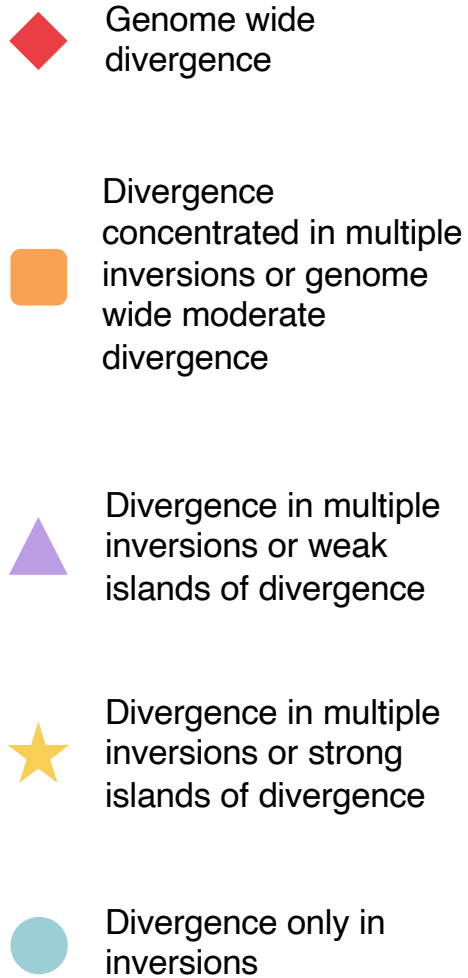 Genome wide
divergence
Divergence
concentrated in multiple
inversions or genome
wide moderate
divergence
Divergence in multiple
inversions or weak
islands of divergence
Divergence in multiple
inversions or strong
islands of divergence
Divergence only in
inversions